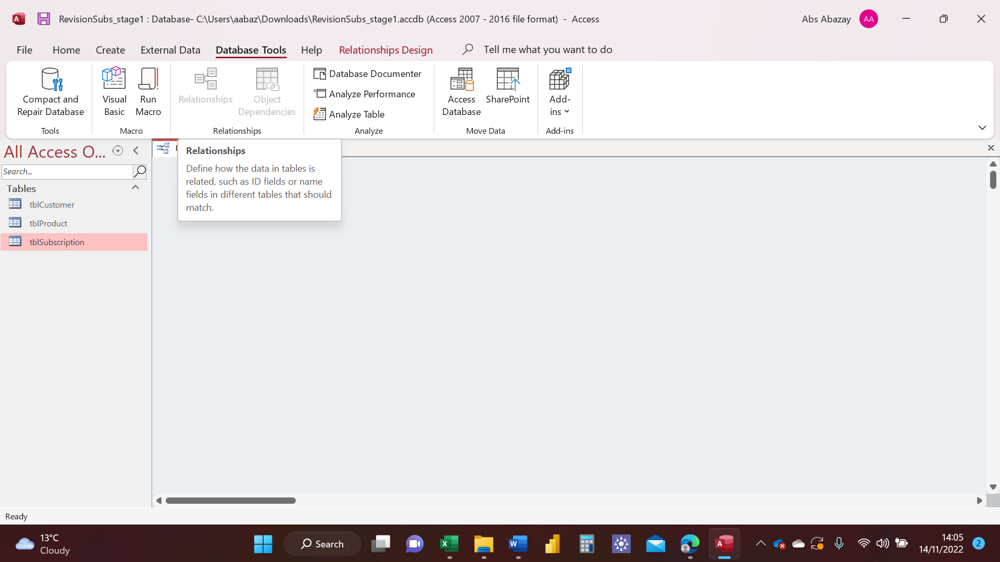 RevisionSubs_stage1 : Database- C:\Users\aabaz\Downloads\RevisionSubs_stage1.accdb (Access 2007 - 2016 file format) - Access
Abs Abazay
AA
File
Home
Create
External Data
Database Tools
Help
Relationships Design
Tell me what you want to do
Compact and
Repair Database
Tools
Visual
Basic
Run
Macro
Macro
Relationships
Object
Dependencies
Relationships
Database Documenter
Analyze Performance
Analyze Table
Analyze
Access
Database
SharePoint
Move Data
Add-
ins
Add-ins
All Access O...
Search...
Tables
tblCustomer
tblProduct
tblSubscription
Relationships
Define how the data in tables is
related, such as ID fields or name
fields in different tables that should
match.
Ready
13°C
Cloudy
Search
14:05
14/11/2022
2